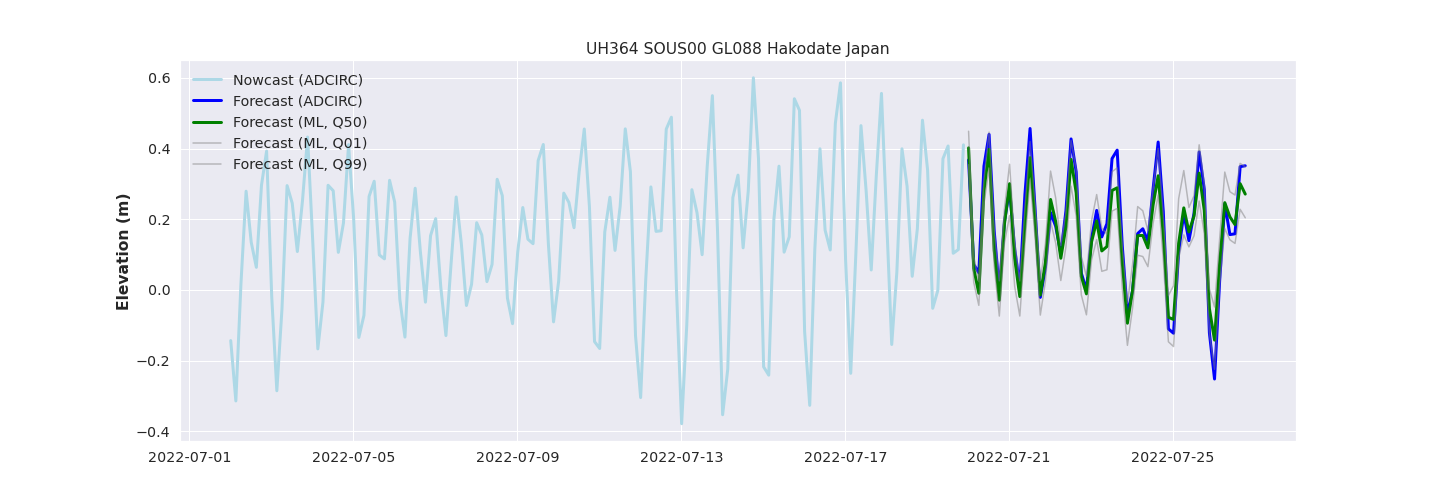 UH364 SOUS00 GL088 Hakodate Japan
0.6
0.4
0.2
0.0
−0.2
−0.4
Elevation (m)
Nowcast (ADCIRC)
Forecast (ADCIRC)
Forecast (ML, Q50)
Forecast (ML, Q01)
Forecast (ML, Q99)
2022-07-01 2022-07-05 2022-07-09 2022-07-13 2022-07-17 2022-07-21 2022-07-25